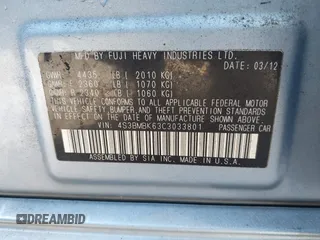 MFD BY FUJI HEAVY INDUSTRIES LTD.
DATE: 03/12
GVWR: 4435 LB( 2010 KG)
GAWR F 2360 LB( 1070 KG)
GAWR R 2340 LB( 1060 KG)
THIS VEHICLE CONFORMS TO ALL APPLICABLE FEDERAL MOTOR
VEHICLE SAFETY, BUMPER AND THEFT PREVENTION STANDARDS IN
EFFECT ON THE DATE OF MANUFACTURE SHOWN ABOVE.
VIN: 4S3BMBK63C3033801 PASSENGER CAR
ASSEMBLED BY SIA INC. IN U.S.A.
© DREAMBID
DREAMBID.COM